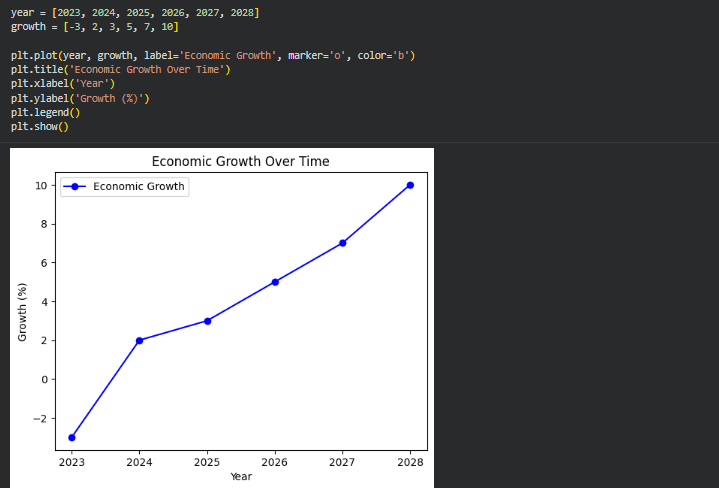 year = [2023, 2024, 2025, 2026, 2027, 2028]
growth = [-3, 2, 3, 5, 7, 10]
plt.plot(year, growth, label='Economic Growth', marker='o', color='b')
plt.title('Economic Growth Over Time')
plt.xlabel('Year')
plt.ylabel('Growth (%)')
plt.legend()
plt.show()
Economic Growth Over Time
Economic Growth
10
8
6
4
2
0
−2
Growth (%)
2023 2024 2025 2026 2027 2028
Year